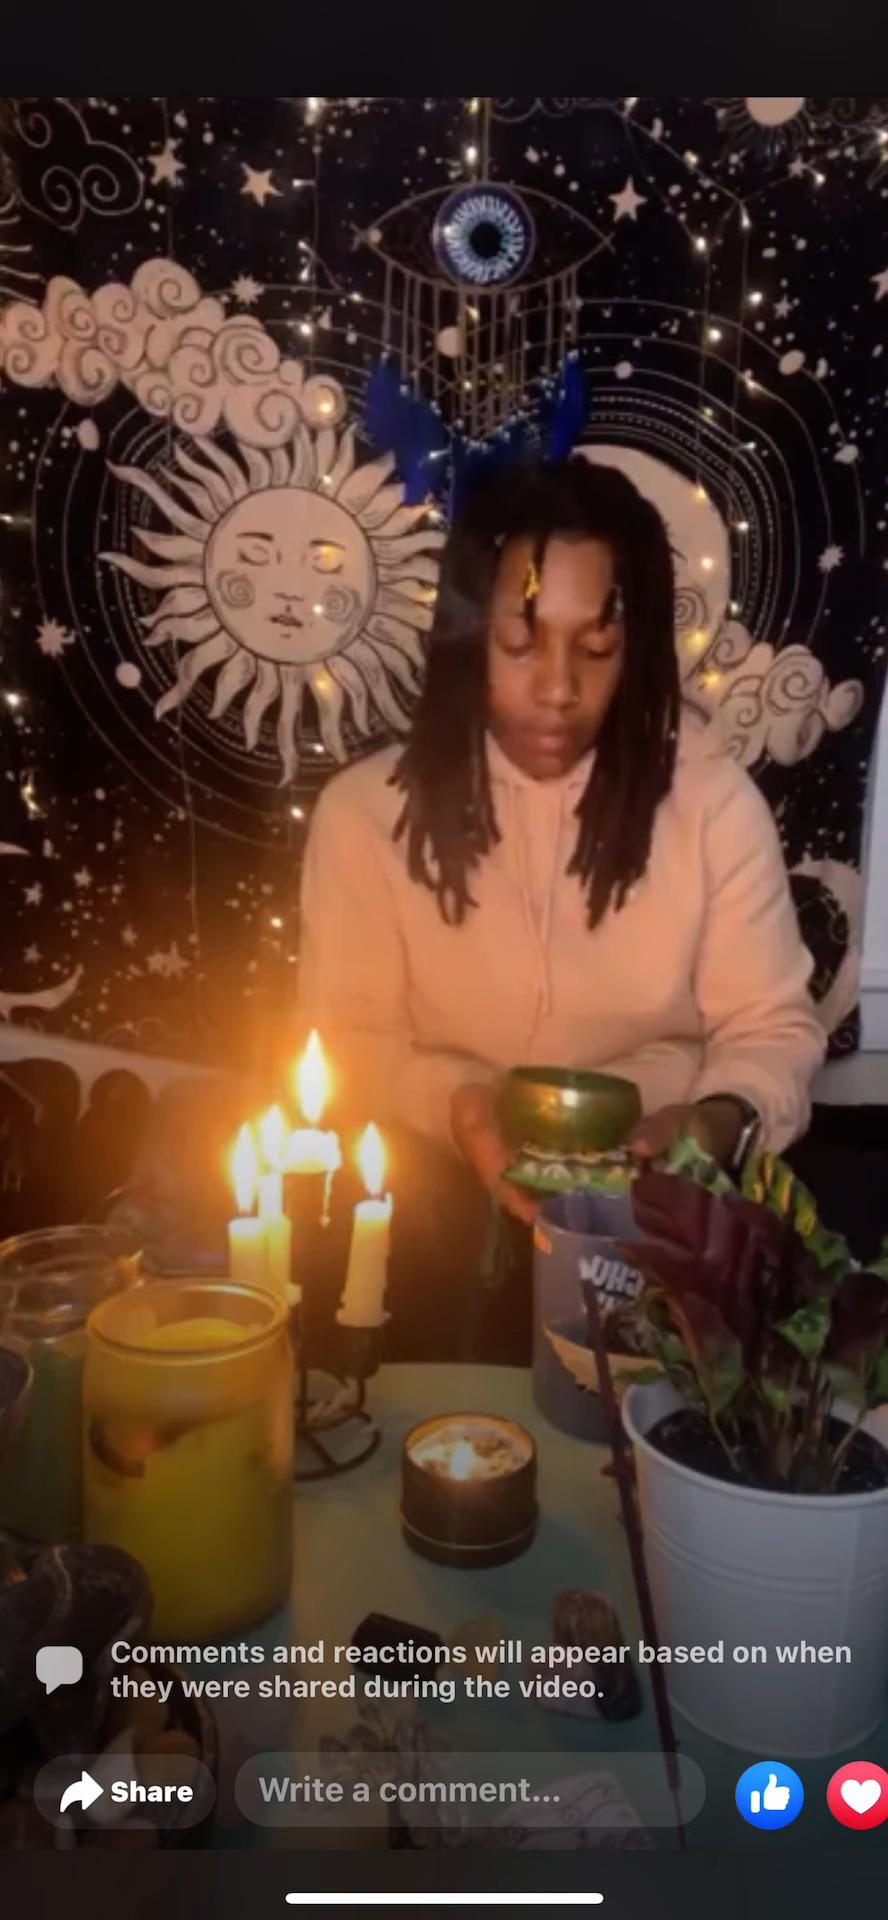 Comments and reactions will appear based on when
they were shared during the video.
Share
Write a comment...